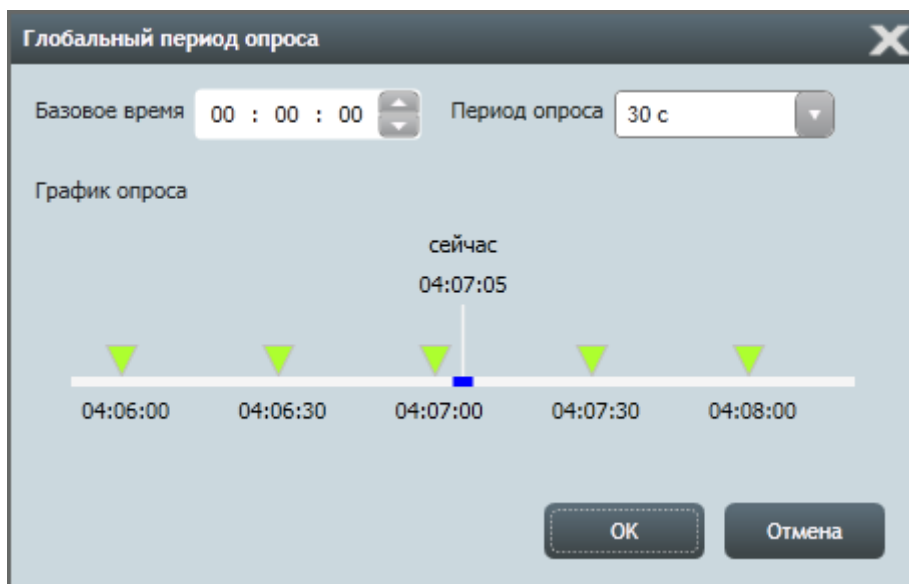 Глобальный период опроса
Базовое время 00 : 00 : 00 Период опроса 30 с
График опроса
сейчас
04:07:05
04:06:00 04:06:30 04:07:00 04:07:30 04:08:00
OK Отмена